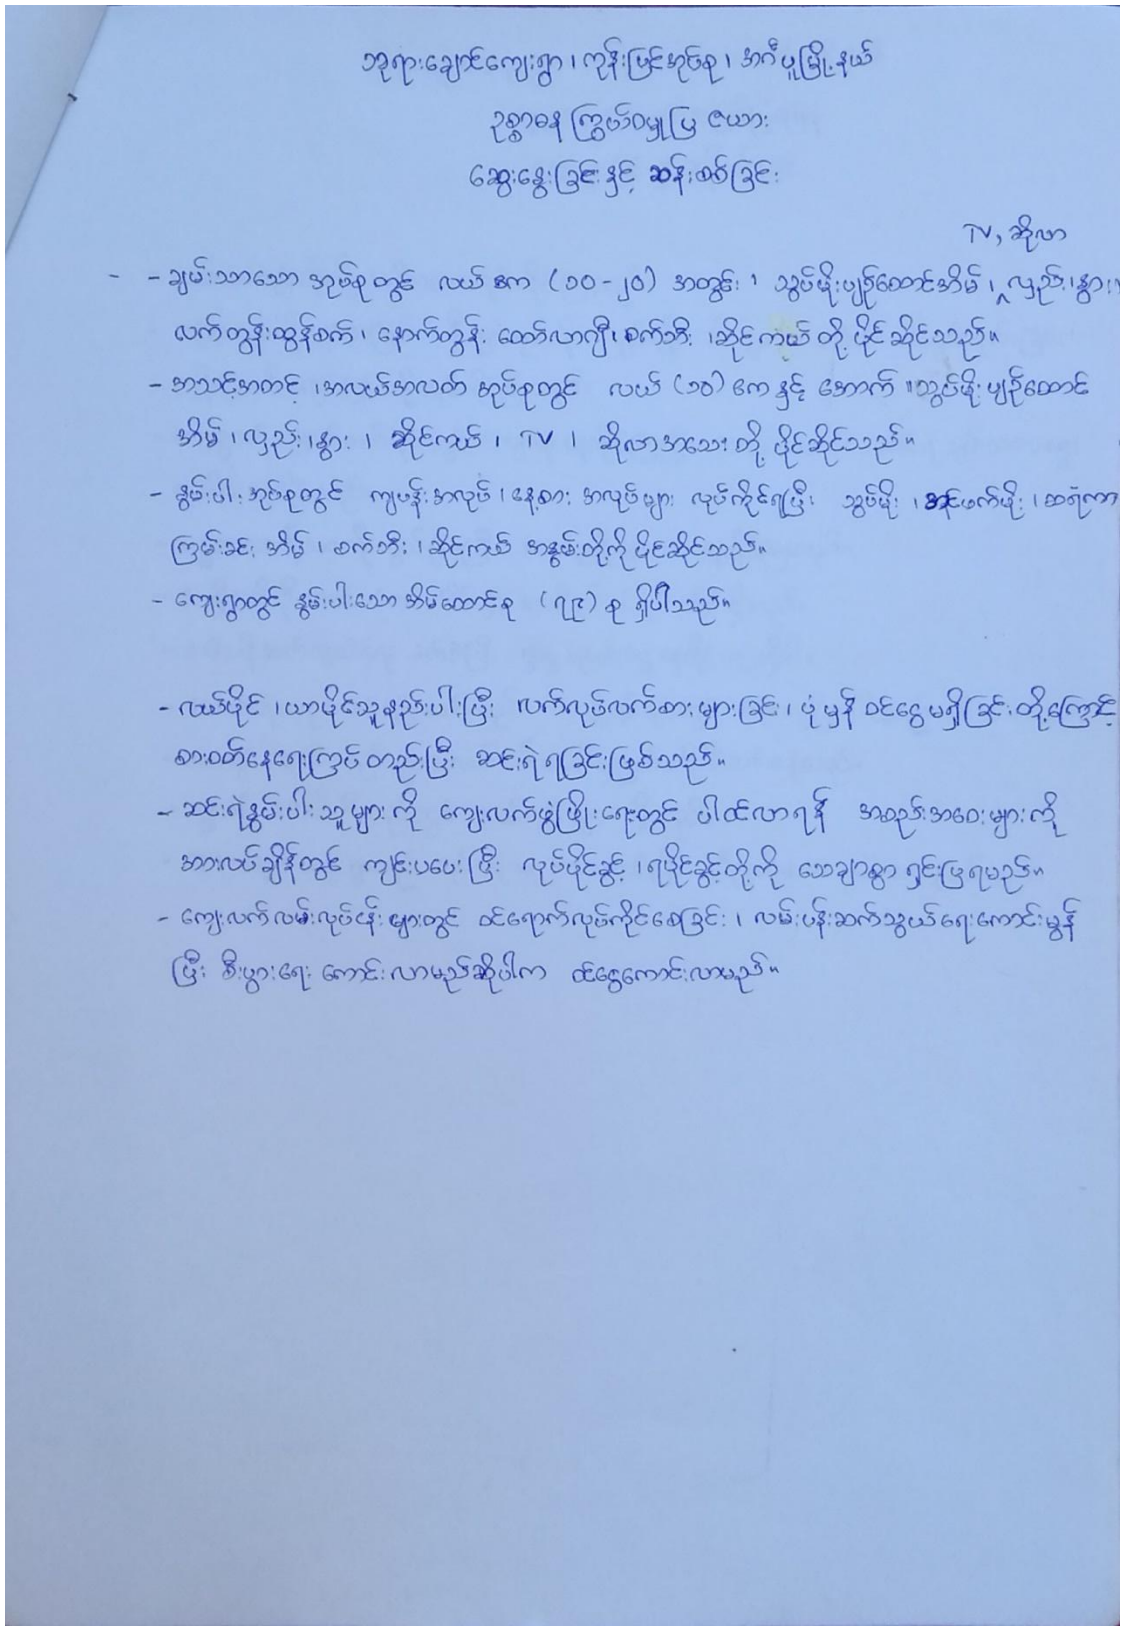 ဘုရားချောင်ကျေးရွာ၊ ကုန်းမြင့်အုပ်စု၊ အင်္ဂပူမြို့နယ်
ဥစ္စာဓန ကြွယ်ဝမှုပြ ဇယား
ဆွေးနွေးခြင်းနှင့် ဆန်းစစ်ခြင်း
TV, ဆိုလာ
- - ချမ်းသာသော အုပ်စုတွင် လယ်ဧက (၁၀-၂၀) အတွင်း၊ သွပ်မိုးပျဉ်ထောင်အိမ်၊ လှည်း၊ နွား၊
လက်တွန်းထွန်စက်၊ နောက်တွန်း ထော်လာဂျီ၊ စက်ဘီး၊ ဆိုင်ကယ် တို့ ပိုင်ဆိုင်သည်။
- အသင့်အတင့်၊ အလယ်အလတ် အုပ်စုတွင် လယ် (၁၀) ဧကနှင့် အောက်၊ သွပ်မိုးပျဉ်ထောင်
အိမ်၊ လှည်း၊ နွား၊ ဆိုင်ကယ်၊ TV၊ ဆိုလာအသေး တို့ ပိုင်ဆိုင်သည်။
- နွမ်းပါးအုပ်စုတွင် ကျပန်းအလုပ်၊ နေ့စား အလုပ်များ လုပ်ကိုင်ရပြီး သွပ်မိုး၊ အင်ဖက်မိုး၊ ထရံကာ
ကြမ်းခင်း အိမ်၊ စက်ဘီး၊ ဆိုင်ကယ် အနွမ်းတို့ကို ပိုင်ဆိုင်သည်။
- ကျေးရွာတွင် နွမ်းပါးသော အိမ်ထောင်စု (၇၉) စု ရှိပါသည်။
- လယ်ပိုင်၊ ယာပိုင်သူနည်းပါးပြီး လက်လုပ်လက်စားများခြင်း၊ ပုံမှန် ဝင်ငွေမရှိခြင်းတို့ကြောင့်
စားဝတ်နေရေးကြပ်တည်းပြီး ဆင်းရဲရခြင်းဖြစ်သည်။
- ဆင်းရဲနွမ်းပါးသူများကို ကျေးလက်ဖွံ့ဖြိုးရေးတွင် ပါဝင်လာရန် အစည်းအဝေးများကို
အားလပ်ချိန်တွင် ကျင်းပပေးပြီး လုပ်ပိုင်ခွင့်၊ ရပိုင်ခွင့်တို့ကို သေချာစွာ ရှင်းပြရမည်။
- ကျေးလက်လမ်းလုပ်ငန်းများတွင် ဝင်ရောက်လုပ်ကိုင်စေခြင်း၊ လမ်းပန်းဆက်သွယ်ရေးကောင်းမွန်
ပြီး စီးပွားရေး ကောင်းလာမည်ဆိုပါက ဝင်ငွေကောင်းလာမည်။